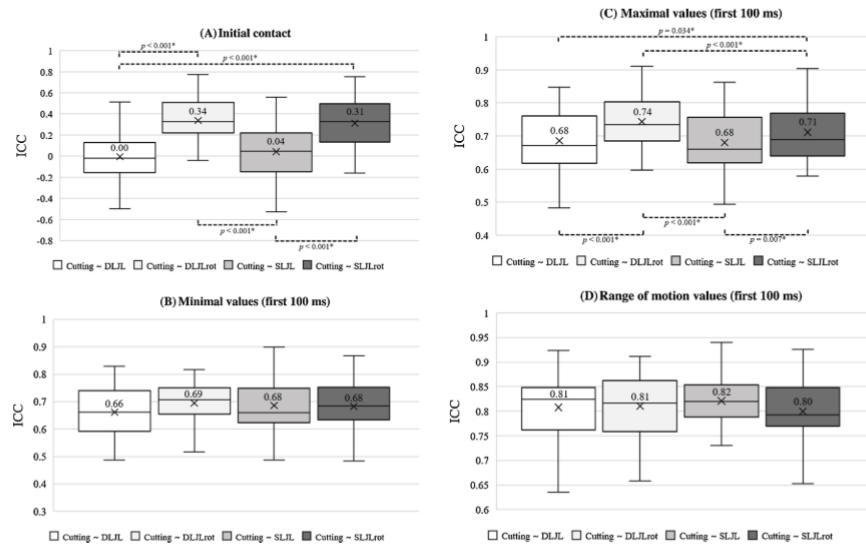 (A) Initial contact
p < 0.001*
p < 0.001*
ICC
1
0.8
0.6
0.4
0.2
0
-0.2
-0.4
-0.6
-0.8
0.00
0.34
0.04
0.31
p < 0.001*
p < 0.001*
Cutting ~ DLJL Cutting ~ DLJLrot Cutting ~ SLJL Cutting ~ SLJLrot
(C) Maximal values (first 100 ms)
p = 0.034*
p < 0.001*
ICC
1
0.9
0.8
0.7
0.6
0.5
0.4
0.68
0.74
0.68
0.71
p < 0.001*
p < 0.001*
p = 0.007*
Cutting ~ DLJL Cutting ~ DLJLrot Cutting ~ SLJL Cutting ~ SLJLrot
(B) Minimal values (first 100 ms)
ICC
1
0.9
0.8
0.7
0.6
0.5
0.4
0.3
0.66
0.69
0.68
0.68
Cutting ~ DLJL Cutting ~ DLJLrot Cutting ~ SLJL Cutting ~ SLJLrot
(D) Range of motion values (first 100 ms)
ICC
1
0.95
0.9
0.85
0.8
0.75
0.7
0.65
0.6
0.81
0.81
0.82
0.80
Cutting ~ DLJL Cutting ~ DLJLrot Cutting ~ SLJL Cutting ~ SLJLrot